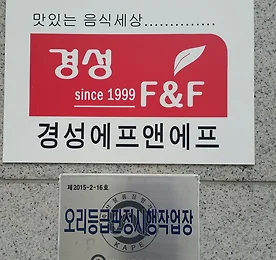 맛있는 음식세상..............
경성
since 1999 F&F
경성에프앤에프
제2015-2-16호
오리등급판정시행작업장
KAPE